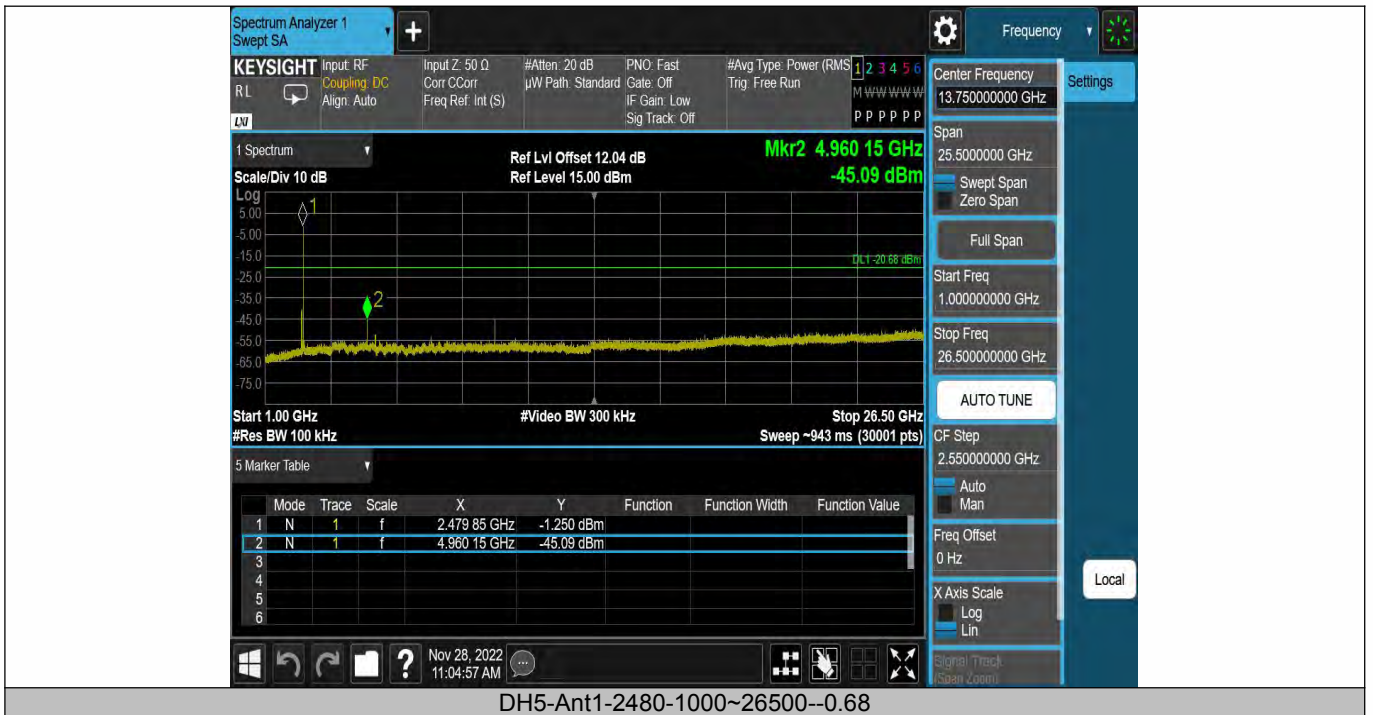 Spectrum Analyzer 1
Swept SA
+
Frequency
KEYSIGHT
RL
LXI
Input: RF
Coupling: DC
Align: Auto
Input Z: 50 Ω
Corr CCorr
Freq Ref: Int (S)
#Atten: 20 dB
µW Path: Standard
PNO: Fast
Gate: Off
IF Gain: Low
Sig Track: Off
#Avg Type: Power (RMS
Trig: Free Run
1 2 3 4 5 6
M W W W W W
P P P P P P
1 Spectrum
Scale/Div 10 dB
Ref Lvl Offset 12.04 dB
Ref Level 15.00 dBm
Mkr2 4.960 15 GHz
-45.09 dBm
Log
5.00
-5.00
-15.0
-25.0
-35.0
-45.0
-55.0
-65.0
-75.0
1
2
DL1 -20.68 dBm
Start 1.00 GHz
#Video BW 300 kHz
Stop 26.50 GHz
#Res BW 100 kHz
Sweep ~943 ms (30001 pts)
5 Marker Table
Mode Trace Scale X Y Function Function Width Function Value
1 N 1 f 2.479 85 GHz -1.250 dBm
2 N 1 f 4.960 15 GHz -45.09 dBm
3
4
5
6
Nov 28, 2022
11:04:57 AM
Center Frequency
13.750000000 GHz
Settings
Span
25.5000000 GHz
Swept Span
Zero Span
Full Span
Start Freq
1.000000000 GHz
Stop Freq
26.500000000 GHz
AUTO TUNE
CF Step
2.550000000 GHz
Auto
Man
Freq Offset
0 Hz
X Axis Scale
Log
Lin
Signal Track
(Span Zoom)
Local
DH5-Ant1-2480-1000~26500--0.68